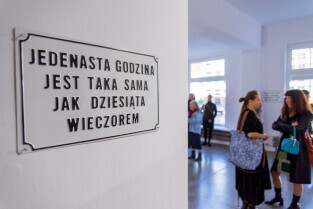 JEDENASTA GODZINA
JEST TAKA SAMA
JAK DZIESIĄTA
WIECZOREM